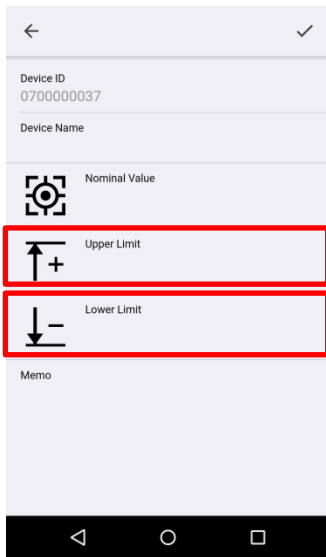 Device ID
0700000037
Device Name
Nominal Value
Upper Limit
Lower Limit
Memo